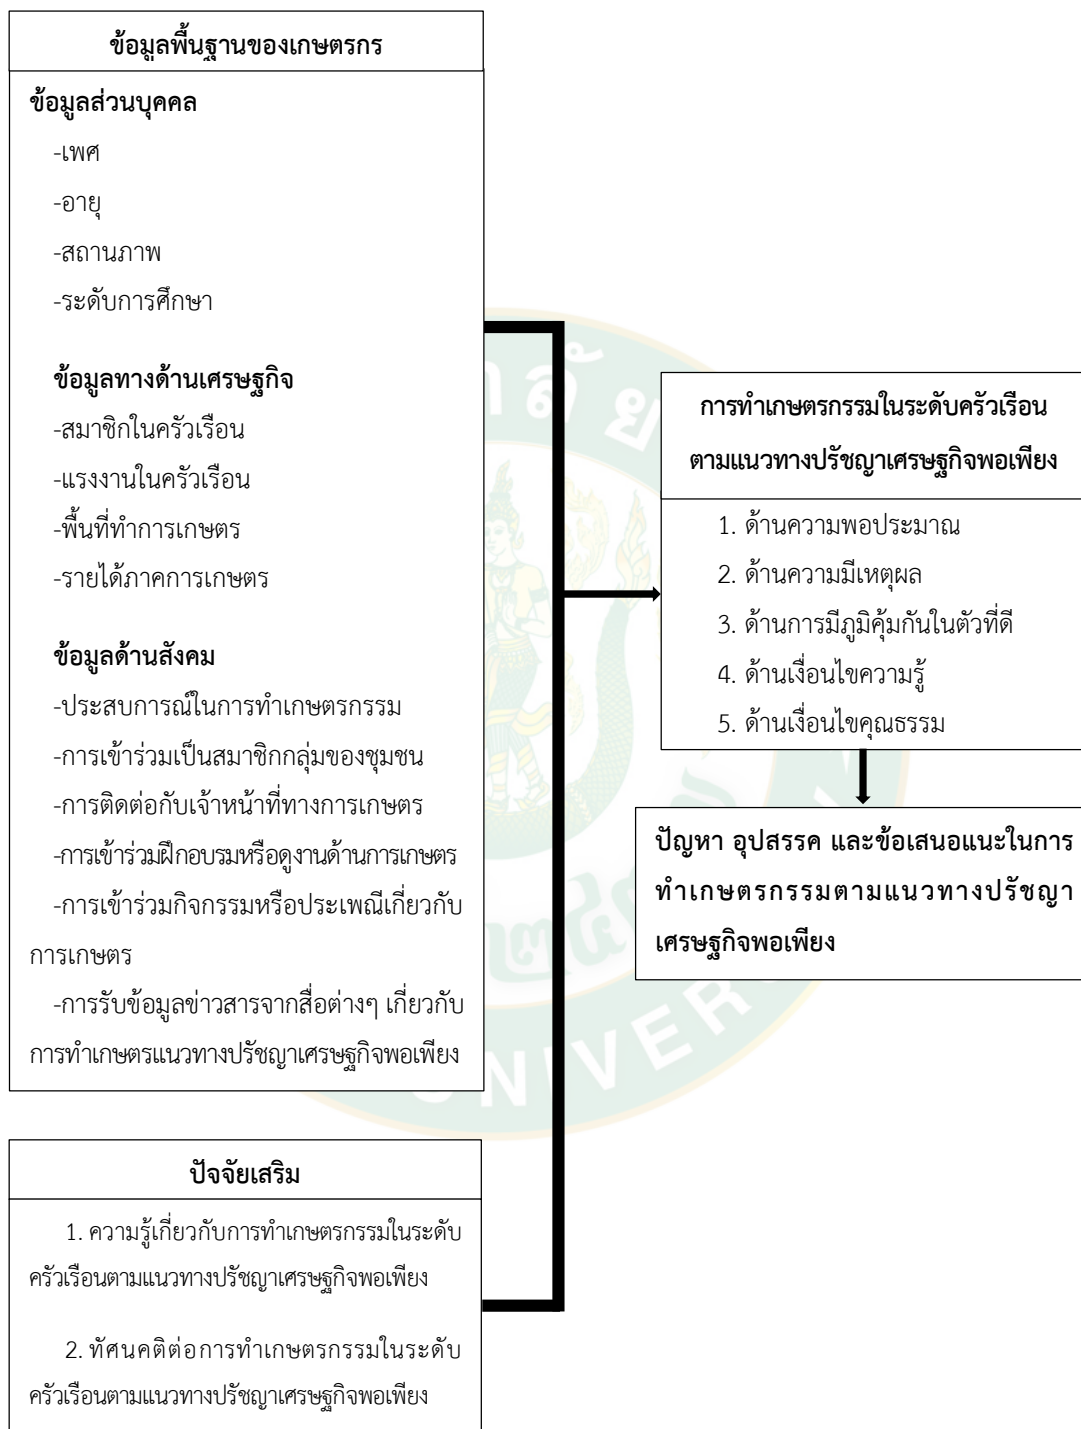 ข้อมูลพื้นฐานของเกษตรกร
ข้อมูลส่วนบุคคล
-เพศ
-อายุ
-สถานภาพ
-ระดับการศึกษา
ข้อมูลทางด้านเศรษฐกิจ
-สมาชิกในครัวเรือน
-แรงงานในครัวเรือน
-พื้นที่ทำการเกษตร
-รายได้ภาคการเกษตร
ข้อมูลด้านสังคม
-ประสบการณ์ในการทำเกษตรกรรม
-การเข้าร่วมเป็นสมาชิกกลุ่มของชุมชน
-การติดต่อกับเจ้าหน้าที่ทางการเกษตร
-การเข้าร่วมฝึกอบรมหรือดูงานด้านการเกษตร
-การเข้าร่วมกิจกรรมหรือประเพณีเกี่ยวกับ
การเกษตร
-การรับข้อมูลข่าวสารจากสื่อต่างๆ เกี่ยวกับ
การทำเกษตรแนวทางปรัชญาเศรษฐกิจพอเพียง
ปัจจัยเสริม
1. ความรู้เกี่ยวกับการทำเกษตรกรรมในระดับ
ครัวเรือนตามแนวทางปรัชญาเศรษฐกิจพอเพียง
2. ทัศนคติต่อการทำเกษตรกรรมในระดับ
ครัวเรือนตามแนวทางปรัชญาเศรษฐกิจพอเพียง
การทำเกษตรกรรมในระดับครัวเรือน
ตามแนวทางปรัชญาเศรษฐกิจพอเพียง
1. ด้านความพอประมาณ
2. ด้านความมีเหตุผล
3. ด้านการมีภูมิคุ้มกันในตัวที่ดี
4. ด้านเงื่อนไขความรู้
5. ด้านเงื่อนไขคุณธรรม
ปัญหา อุปสรรค และข้อเสนอแนะในการ
ทำเกษตรกรรมตามแนวทางปรัชญา
เศรษฐกิจพอเพียง